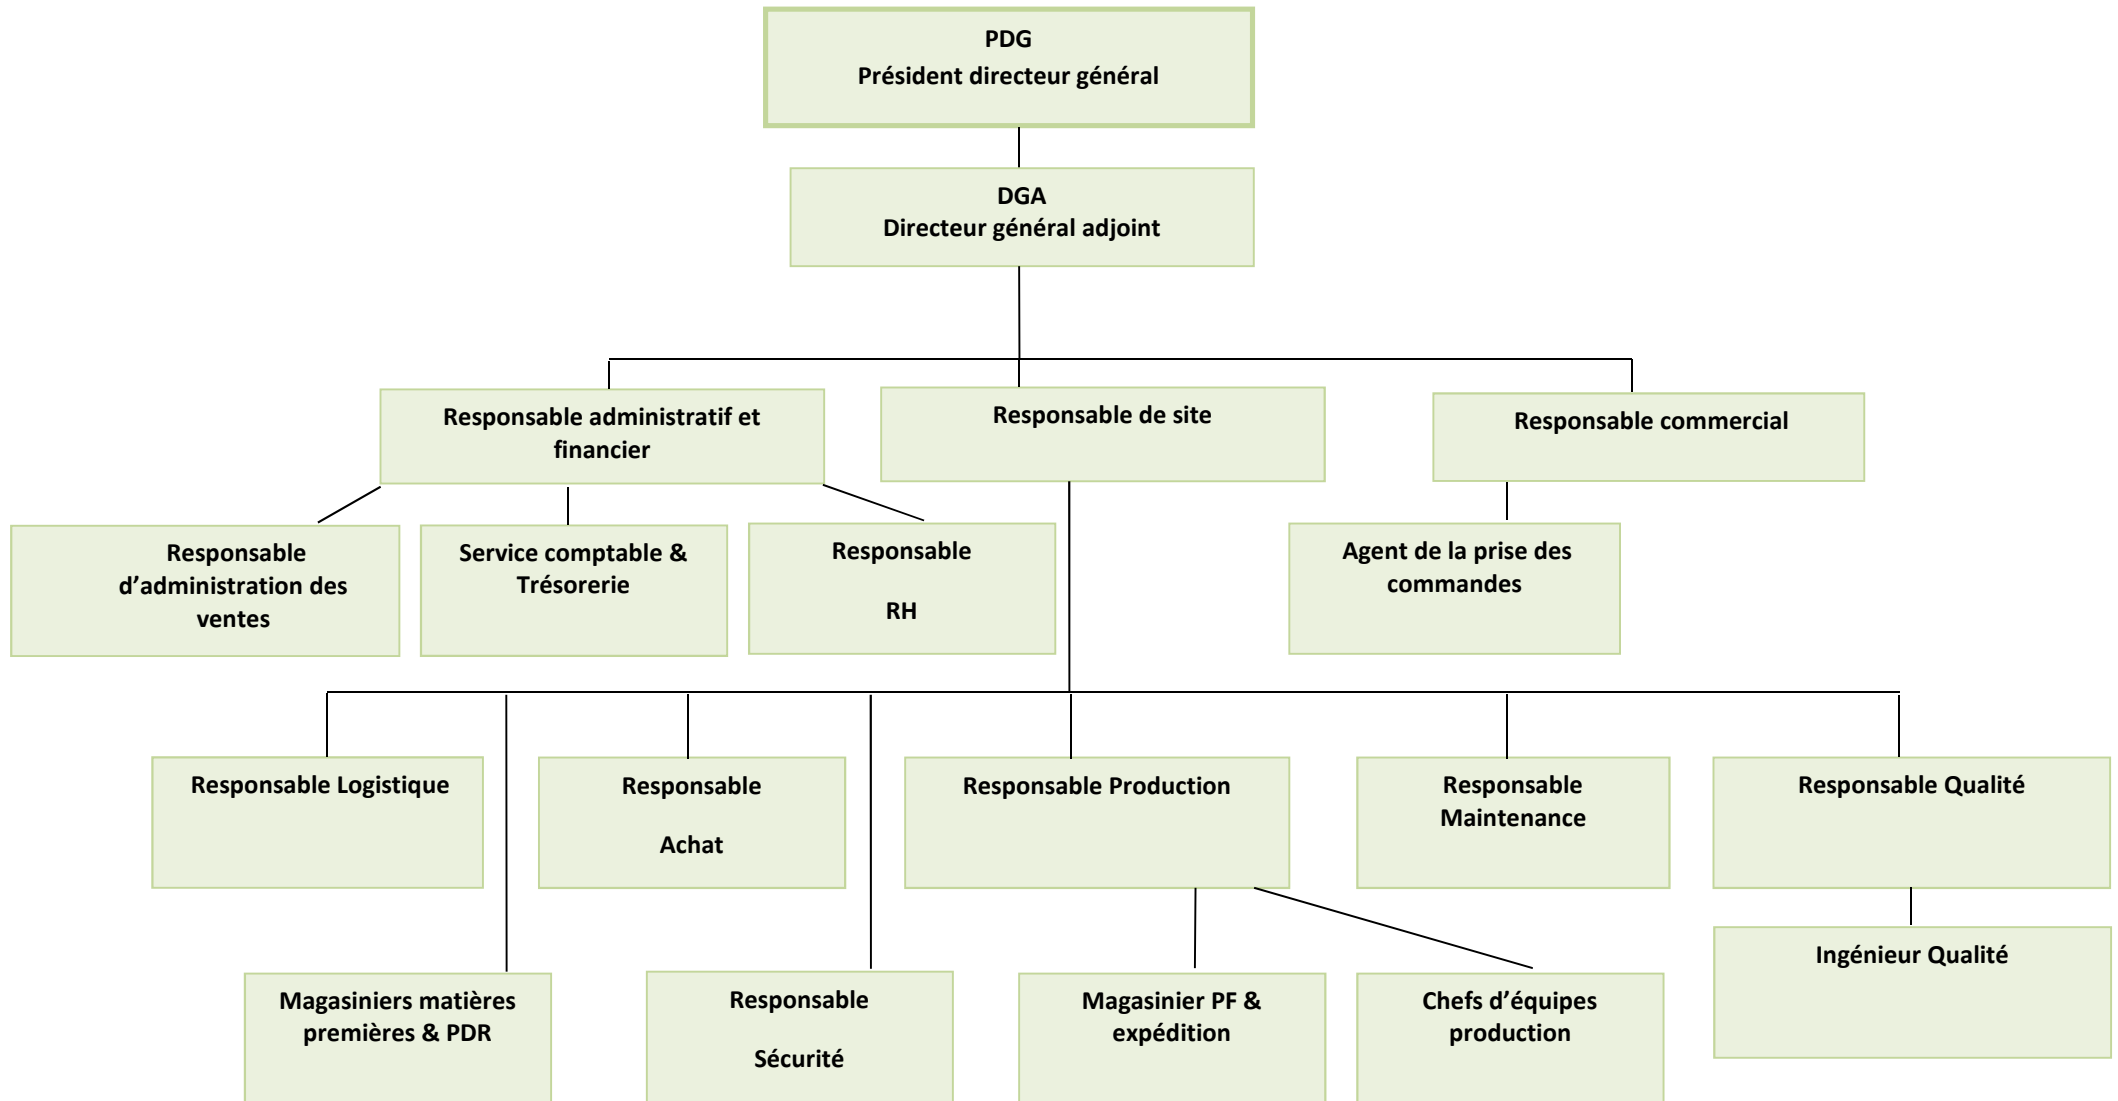 PDG
Président directeur général
DGA
Directeur général adjoint
Responsable administratif et
financier
Responsable de site
Responsable commercial
Responsable
d’administration des
ventes
Service comptable &
Trésorerie
Responsable
RH
Agent de la prise des
commandes
Responsable Logistique
Responsable
Achat
Responsable Production
Responsable
Maintenance
Responsable Qualité
Magasiniers matières
premières & PDR
Responsable
Sécurité
Magasinier PF &
expédition
Chefs d’équipes
production
Ingénieur Qualité